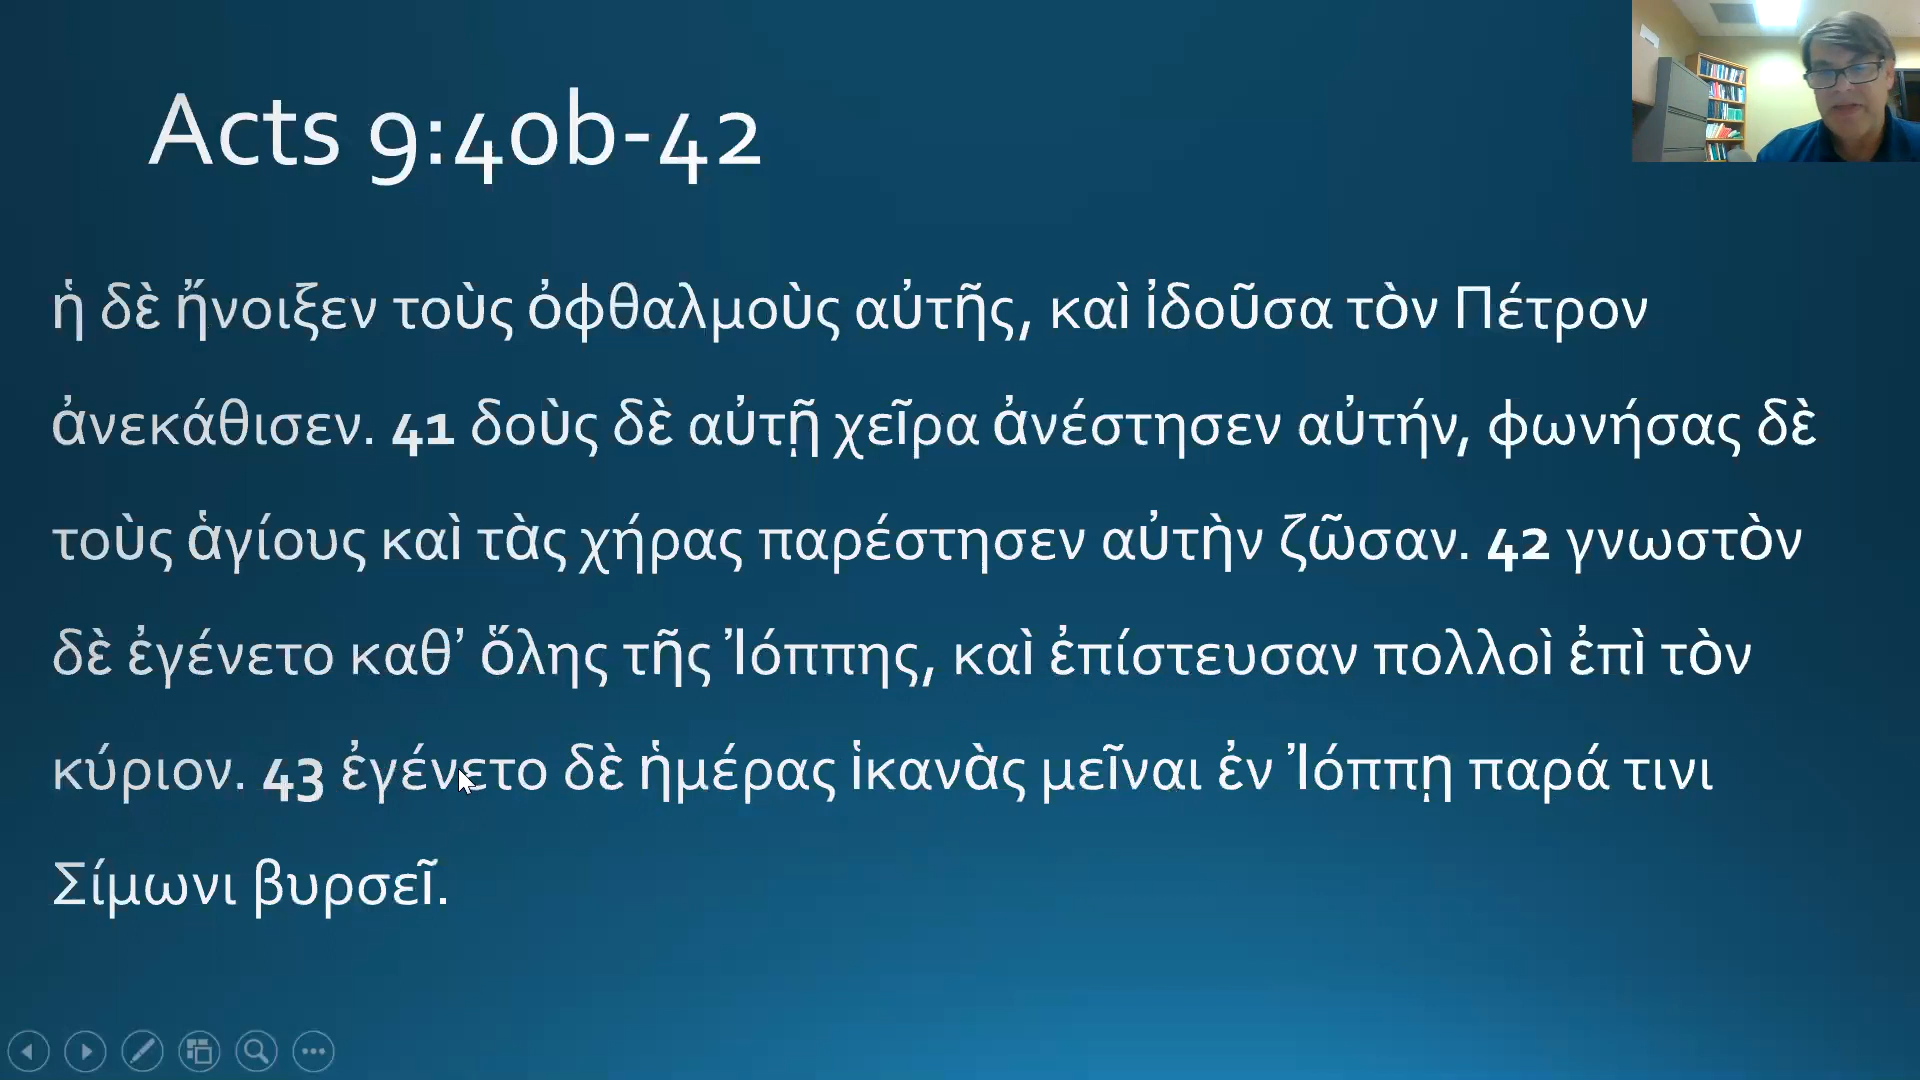 Acts 9:40b-42
ἡ δὲ ἤνοιξεν τοὺς ὀφθαλμοὺς αὐτῆς, καὶ ἰδοῦσα τὸν Πέτρον
ἀνεκάθισεν. 41 δοὺς δὲ αὐτῇ χεῖρα ἀνέστησεν αὐτήν, φωνήσας δὲ
τοὺς ἁγίους καὶ τὰς χήρας παρέστησεν αὐτὴν ζῶσαν. 42 γνωστὸν
δὲ ἐγένετο καθ’ ὅλης τῆς Ἰόππης, καὶ ἐπίστευσαν πολλοὶ ἐπὶ τὸν
κύριον. 43 ἐγένετο δὲ ἡμέρας ἱκανὰς μεῖναι ἐν Ἰόππῃ παρά τινι
Σίμωνι βυρσεῖ.